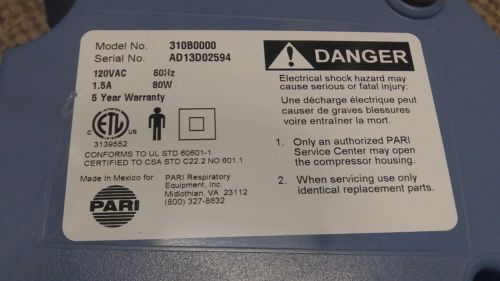 Model No. 310B0000
Serial No. AD13D02594
120VAC 60Hz
1.5A 80W
5 Year Warranty
C ETL US
LISTED
3139552
CONFORMS TO UL STD 60601-1
CERTIFIED TO CSA STD C22.2 NO 601.1
Made in Mexico for
PARI
PARI Respiratory
Equipment, Inc.
Midlothian, VA 23112
(800) 327-8632
! DANGER
Electrical shock hazard may
cause serious or fatal injury:
Une décharge électrique peut
causer de graves blessures
voire entraîner la mort.
1. Only an authorized PARI
Service Center may open
the compressor housing.
2. When servicing use only
identical replacement parts.